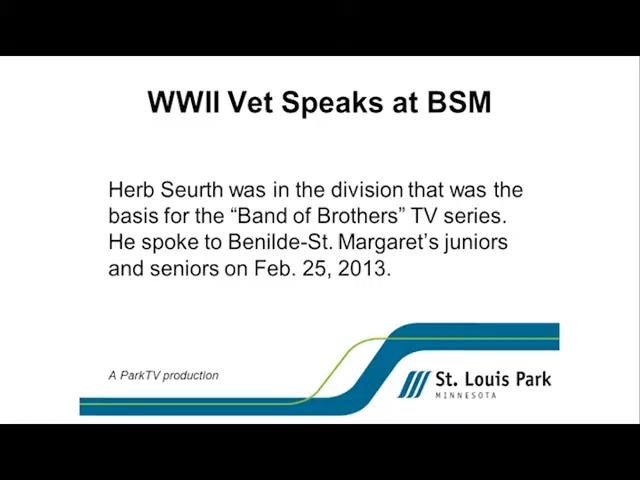 WWII Vet Speaks at BSM
Herb Seurth was in the division that was the
basis for the “Band of Brothers” TV series.
He spoke to Benilde-St. Margaret’s juniors
and seniors on Feb. 25, 2013.
A ParkTV production
St. Louis Park
MINNESOTA